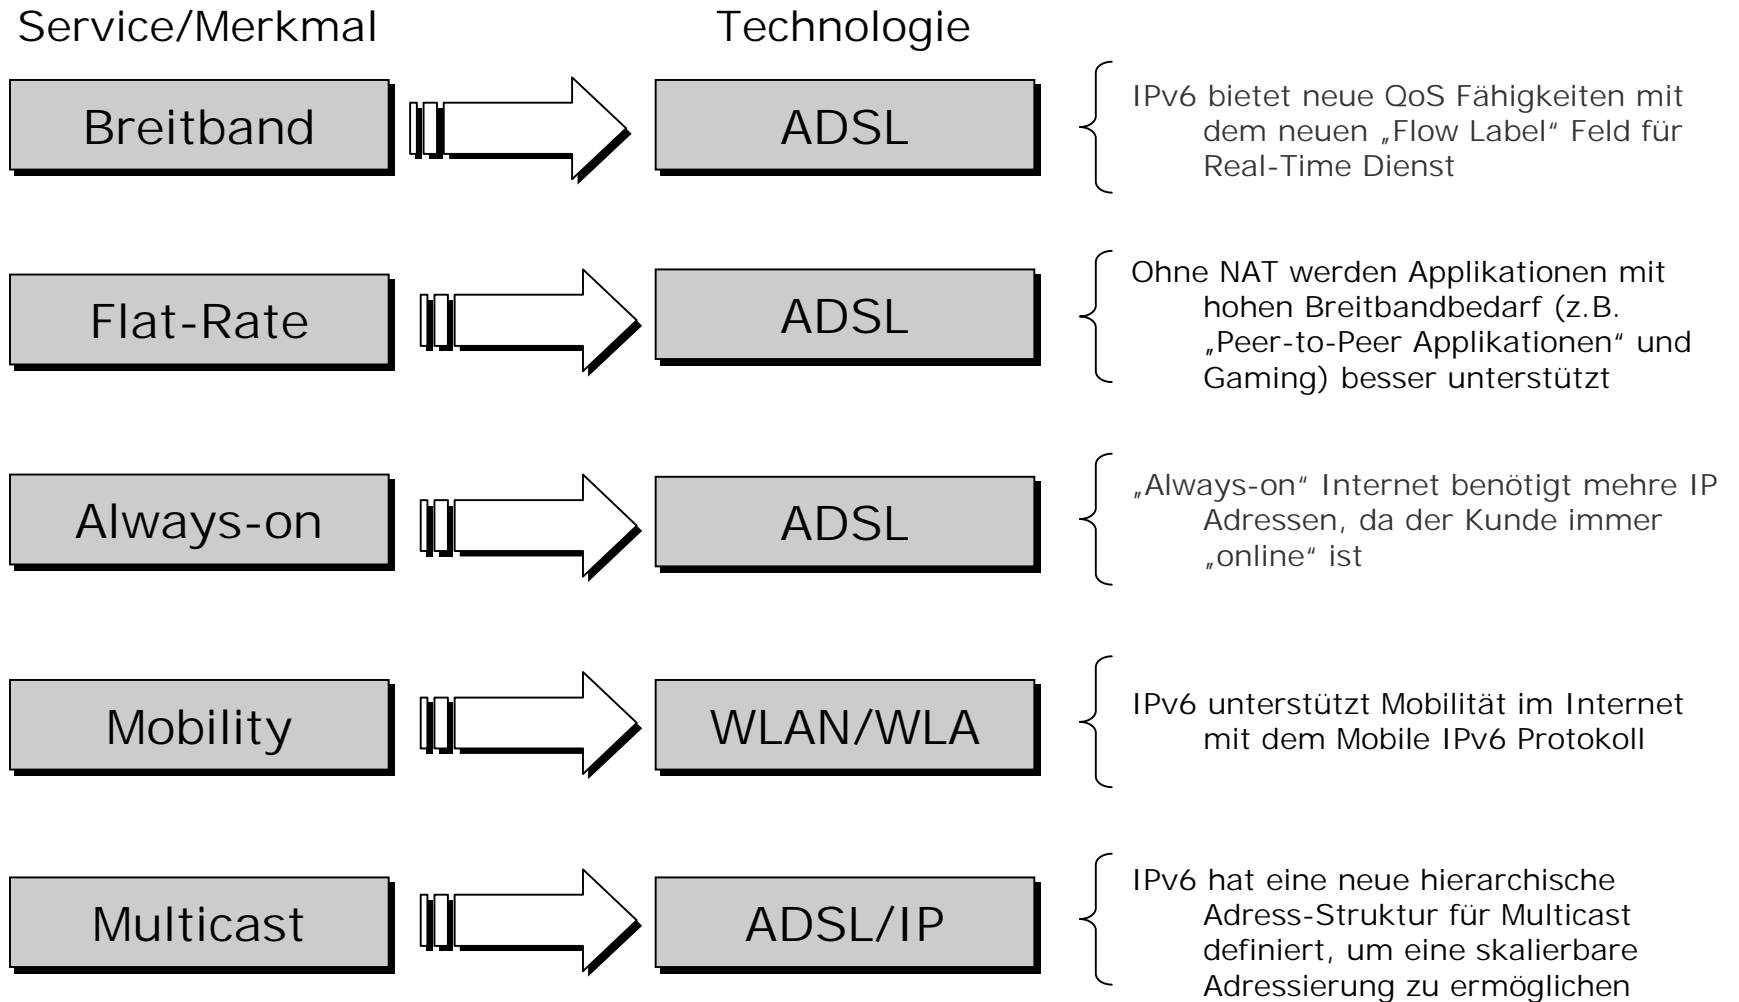 Service/Merkmal
Technologie
Breitband
ADSL
IPv6 bietet neue QoS Fähigkeiten mit
dem neuen „Flow Label“ Feld für
Real-Time Dienst
Flat-Rate
ADSL
Ohne NAT werden Applikationen mit
hohen Breitbandbedarf (z.B.
„Peer-to-Peer Applikationen“ und
Gaming) besser unterstützt
Always-on
ADSL
„Always-on“ Internet benötigt mehre IP
Adressen, da der Kunde immer
„online“ ist
Mobility
WLAN/WLA
IPv6 unterstützt Mobilität im Internet
mit dem Mobile IPv6 Protokoll
Multicast
ADSL/IP
IPv6 hat eine neue hierarchische
Adress-Struktur für Multicast
definiert, um eine skalierbare
Adressierung zu ermöglichen